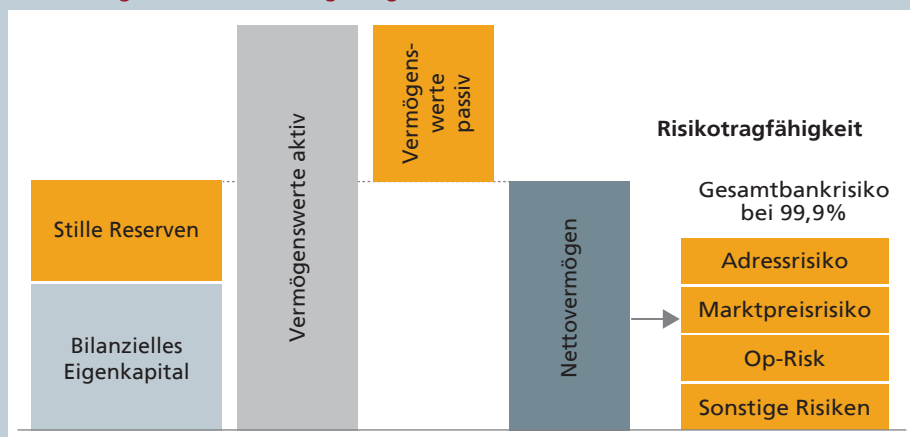 Stille Reserven
Bilanzielles
Eigenkapital
Vermögenswerte aktiv
Vermögens-
werte
passiv
Nettovermögen
Risikotragfähigkeit
Gesamtbankrisiko
bei 99,9%
Adressrisiko
Marktpreisrisiko
Op-Risk
Sonstige Risiken